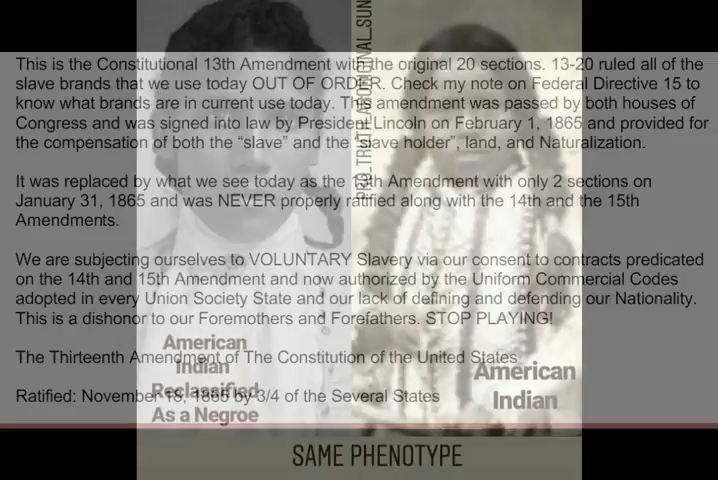 This is the Constitutional 13th Amendment with the original 20 sections. 13-20 ruled all of the
slave brands that we use today OUT OF ORDER. Check my note on Federal Directive 15 to
know what brands are in current use today. This amendment was passed by both houses of
Congress and was signed into law by President Lincoln on February 1, 1865 and provided for
the compensation of both the “slave” and the “slave holder”, land, and Naturalization.
It was replaced by what we see today as the 13th Amendment with only 2 sections on
January 31, 1865 and was NEVER properly ratified along with the 14th and the 15th
Amendments.
We are subjecting ourselves to VOLUNTARY Slavery via our consent to contracts predicated
on the 14th and 15th Amendment and now authorized by the Uniform Commercial Codes
adopted in every Union Society State and our lack of defining and defending our Nationality.
This is a dishonor to our Foremothers and Forefathers. STOP PLAYING!
The Thirteenth Amendment of The Constitution of the United States
Ratified: November 18, 1865 by 3/4 of the Several States
American
Indian
Reclassified
As a Negroe
American
Indian
SAME PHENOTYPE